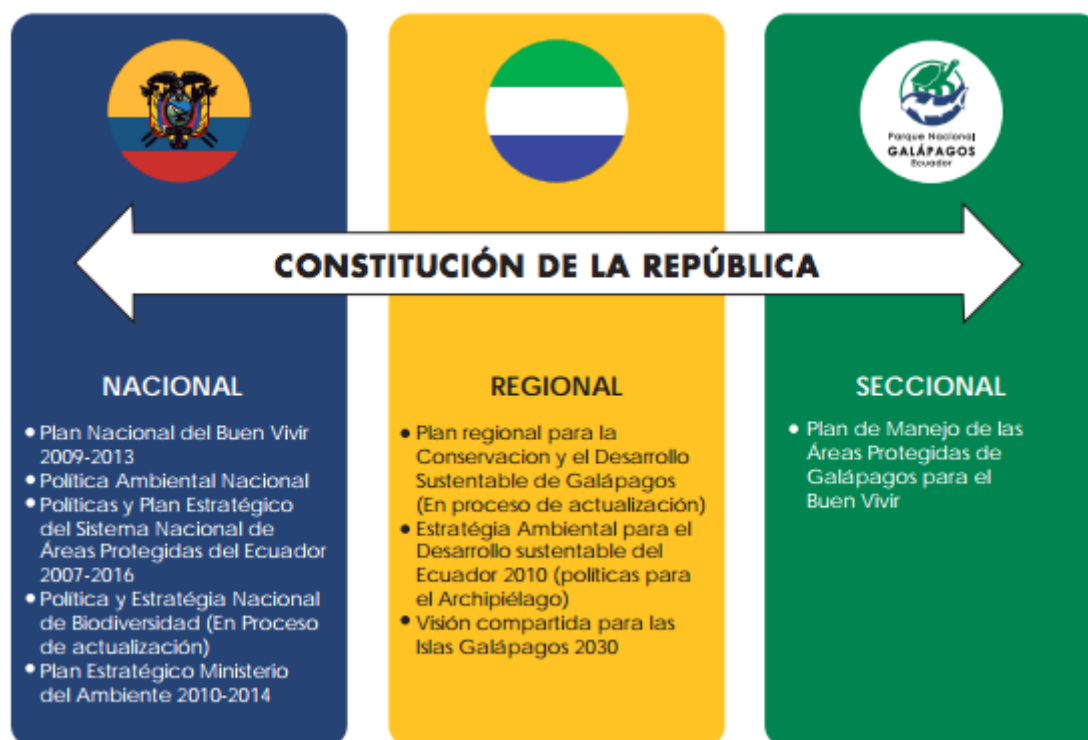 Parque Nacional
GALÁPAGOS
Ecuador
CONSTITUCIÓN DE LA REPÚBLICA
NACIONAL
• Plan Nacional del Buen Vivir
2009-2013
• Política Ambiental Nacional
• Políticas y Plan Estratégico
del Sistema Nacional de
Áreas Protegidas del Ecuador
2007-2016
• Política y Estratégia Nacional
de Biodiversidad (En Proceso
de actualización)
• Plan Estratégico Ministerio
del Ambiente 2010-2014
REGIONAL
• Plan regional para la
Conservacion y el Desarrollo
Sustentable de Galápagos
(En proceso de actualización)
• Estratégia Ambiental para el
Desarrollo sustentable del
Ecuador 2010 (políticas para
el Archipiélago)
• Visión compartida para las
Islas Galápagos 2030
SECCIONAL
• Plan de Manejo de las
Áreas Protegidas de
Galápagos para el
Buen Vivir